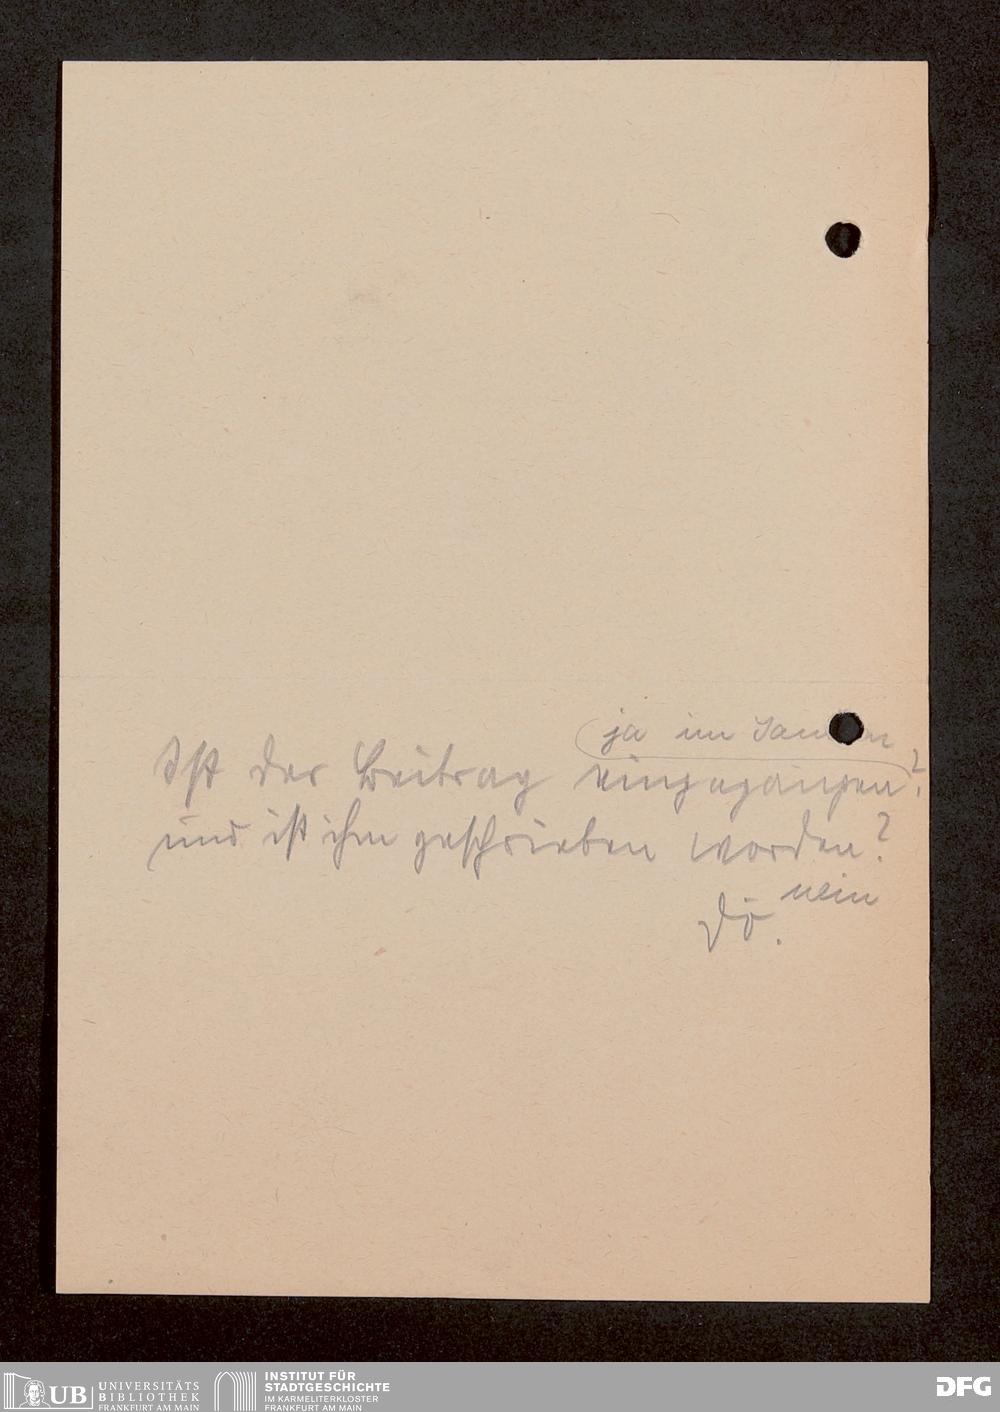 ja im
Ist der Beitrag eingegangen?
und ist ihm geschrieben worden?
nein
Dö.
UB UNIVERSITÄTS
BIBLIOTHEK
FRANKFURT AM MAIN
INSTITUT FÜR
STADTGESCHICHTE
IM KARMELITERKLOSTER
FRANKFURT AM MAIN
DFG